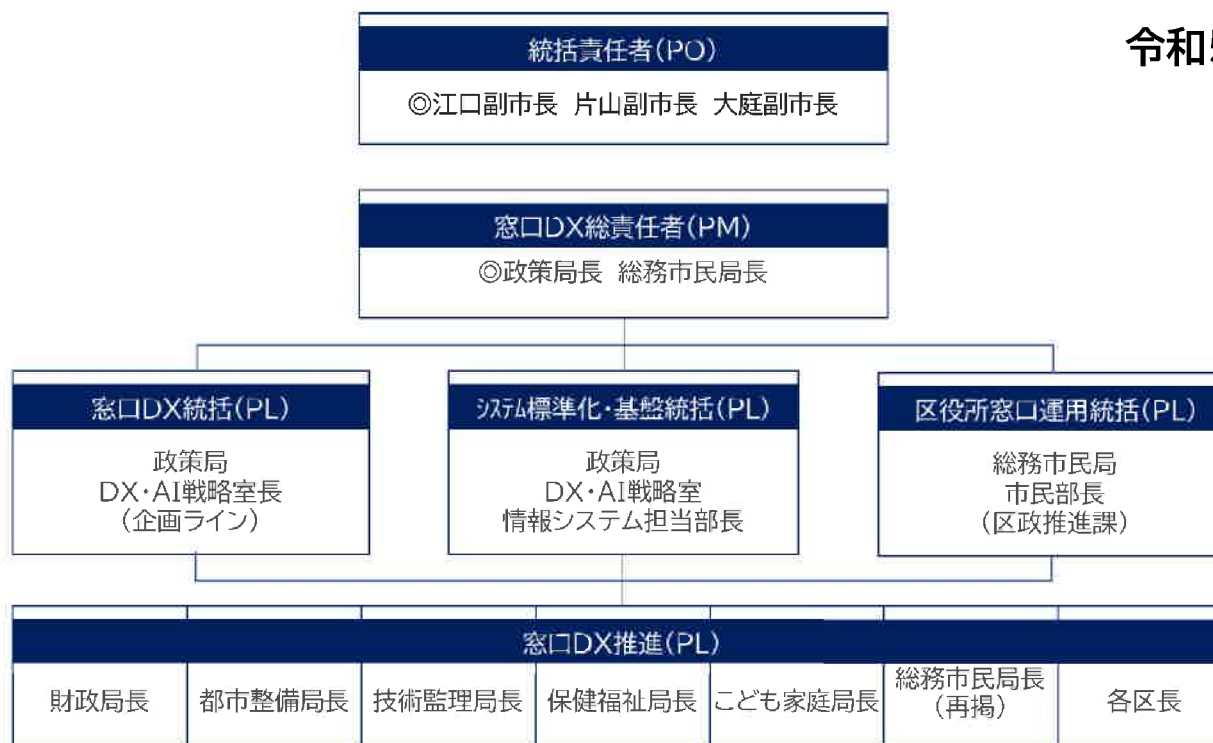 令和
統括責任者(PO)
◎江口副市長 片山副市長 大庭副市長
窓口DX総責任者(PM)
◎政策局長 総務市民局長
窓口DX統括(PL)
政策局
DX・AI戦略室長
(企画ライン)
システム標準化・基盤統括(PL)
政策局
DX・AI戦略室
情報システム担当部長
区役所窓口運用統括(PL)
総務市民局
市民部長
(区政推進課)
窓口DX推進(PL)
財政局長
都市整備局長
技術監理局長
保健福祉局長
こども家庭局長
総務市民局長
(再掲)
各区長